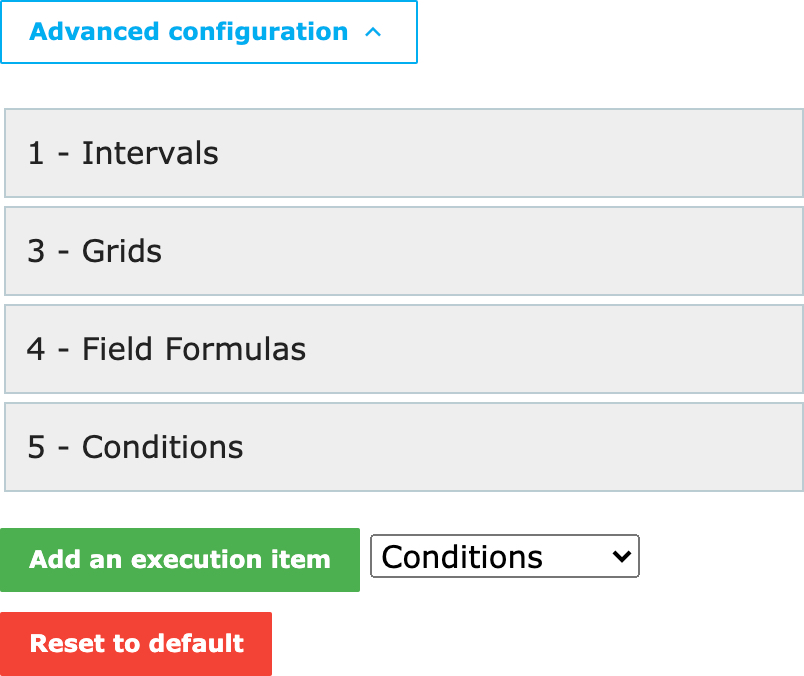 Advanced configuration
1 - Intervals
3 - Grids
4 - Field Formulas
5 - Conditions
Add an execution item
Conditions
Reset to default